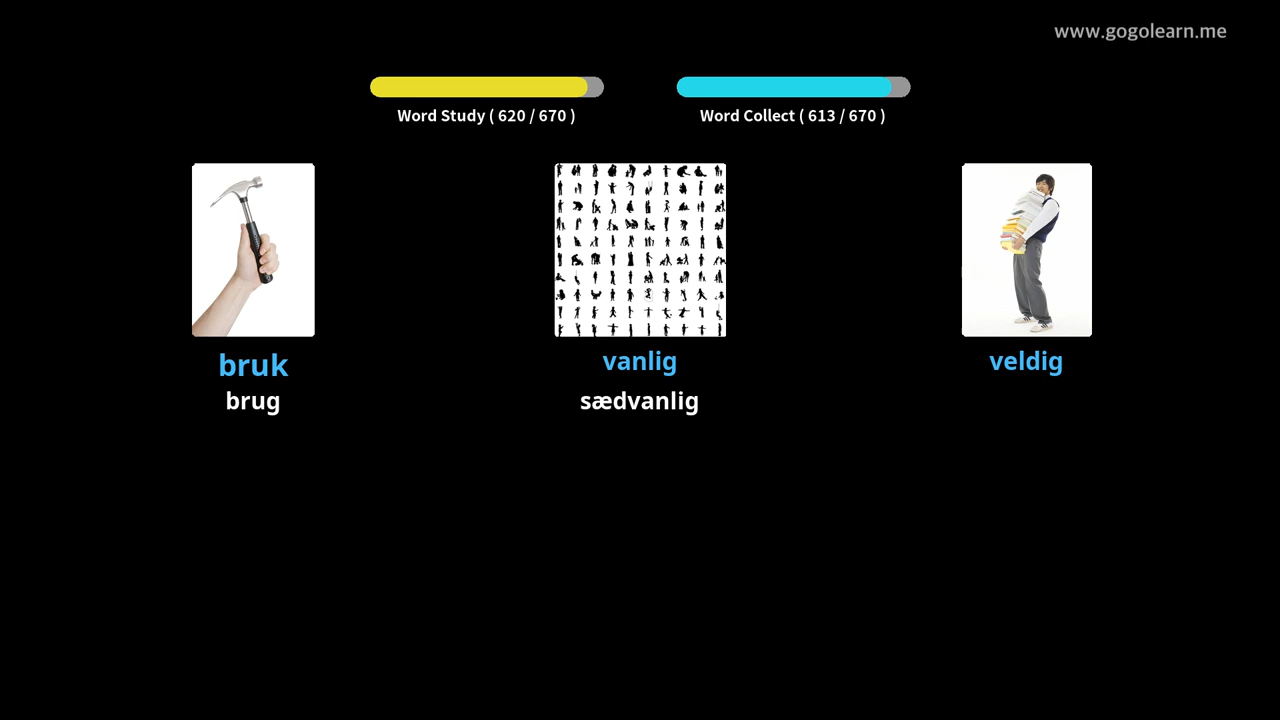 www.gogolearn.me
Word Study ( 620 / 670 )
Word Collect ( 613 / 670 )
bruk
vanlig
veldig
brug
sædvanlig